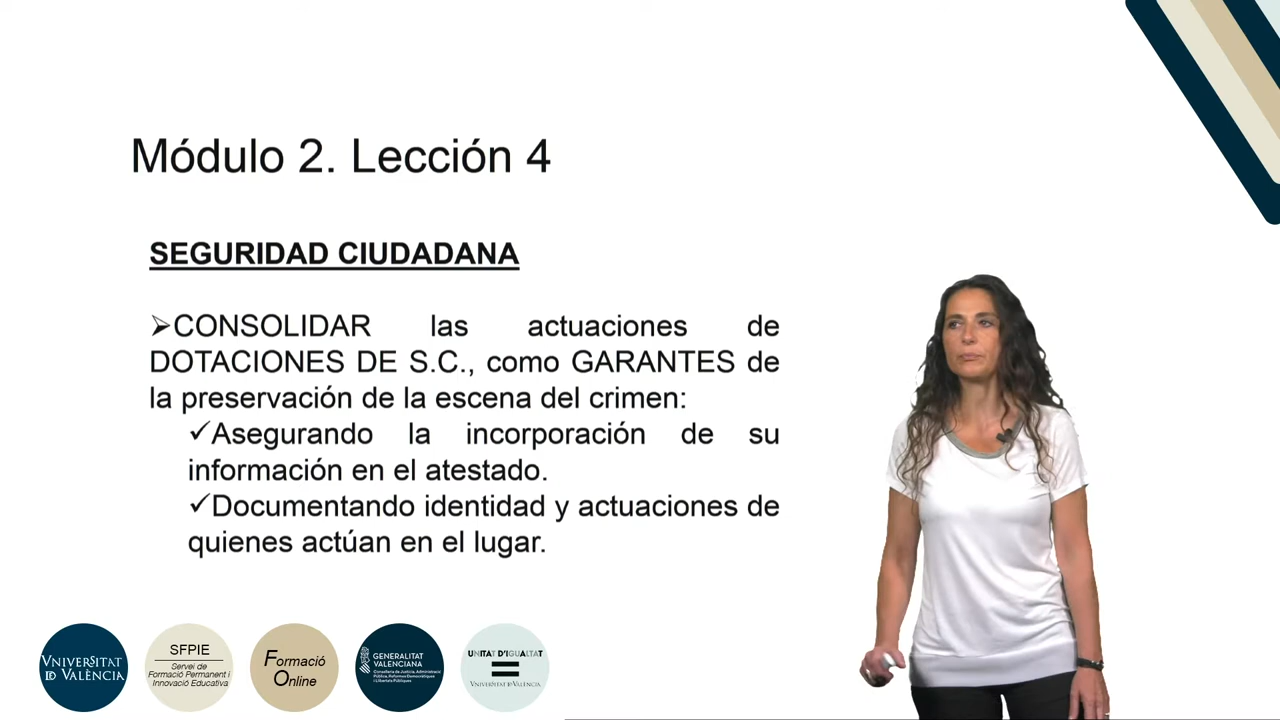 Módulo 2. Lección 4
SEGURIDAD CIUDADANA
➢CONSOLIDAR las actuaciones de
DOTACIONES DE S.C., como GARANTES de
la preservación de la escena del crimen:
✓Asegurando la incorporación de su
información en el atestado.
✓Documentando identidad y actuaciones de
quienes actúan en el lugar.
VNIVERSITAT
ID VALÈNCIA
SFPIE
Servei de
Formació Permanent i
Innovació Educativa
Formació
Online
GENERALITAT
VALENCIANA
Conselleria de Justícia, Administració
Pública, Reformes Democràtiques
i Llibertats Públiques
UNITAT D'IGUALTAT
VNIVERSITAT ID VALÈNCIA